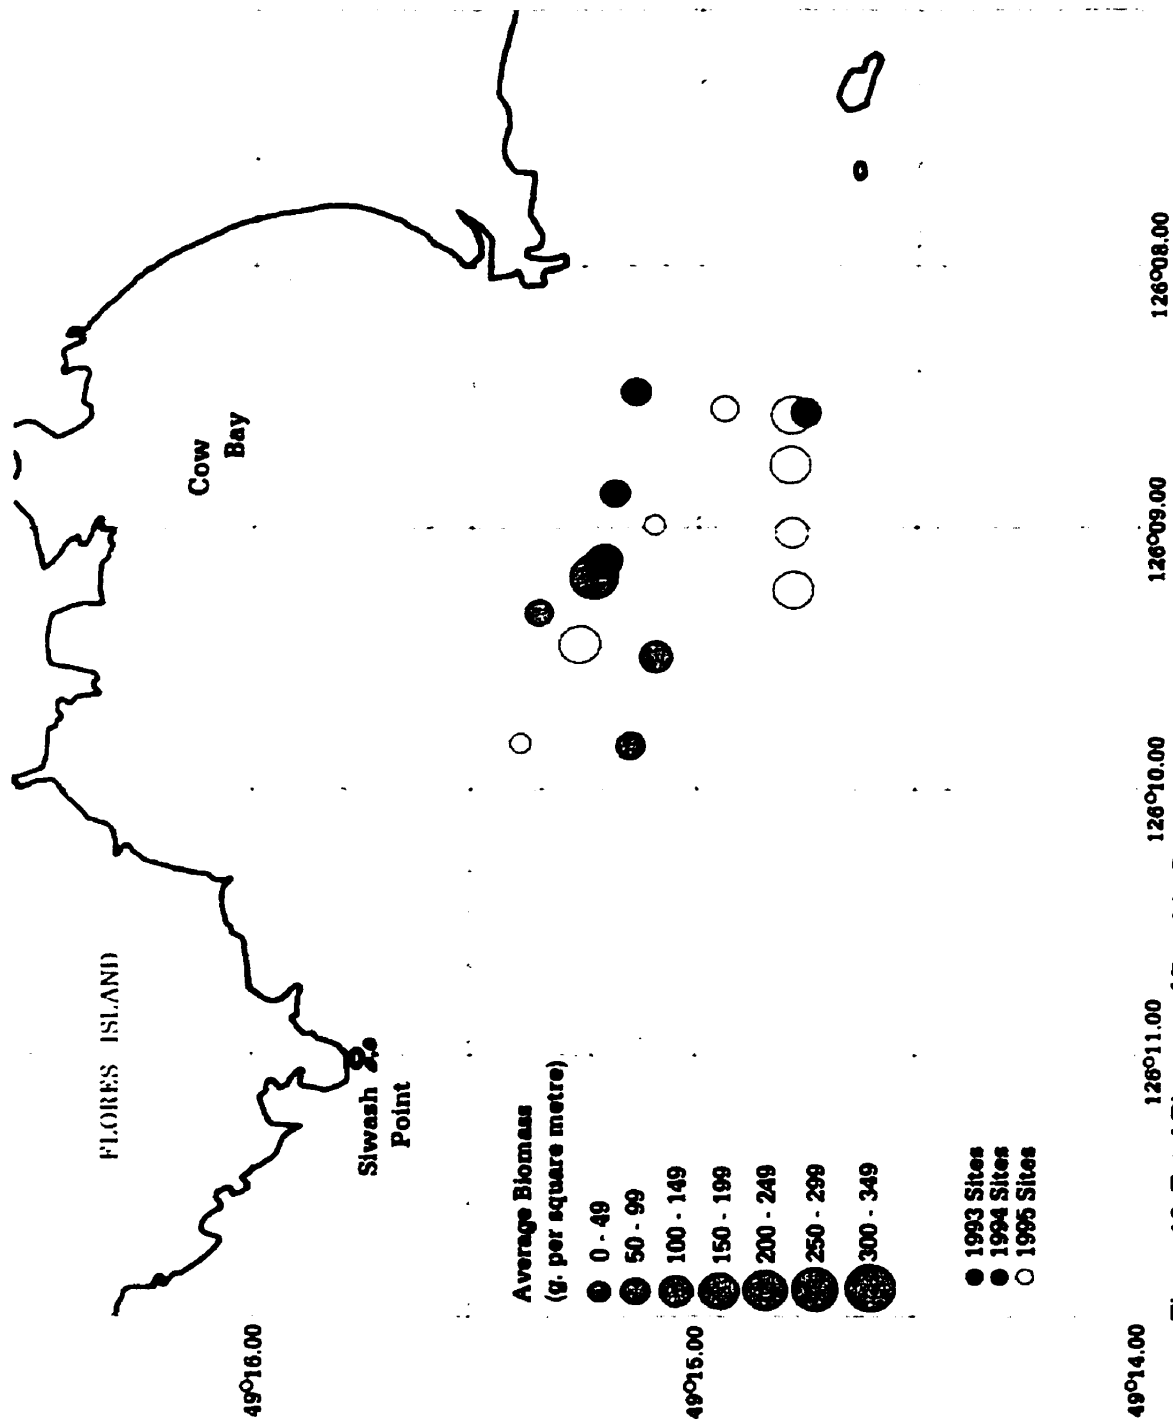 FLORES ISLAND
Cow
Bay
Siwash
Point
Average Biomass
(g. per square metre)
0 - 49
50 - 99
100 - 149
150 - 199
200 - 249
250 - 299
300 - 349
1993 Sites
1994 Sites
1995 Sites
49°16.00
49°15.00
49°14.00
126°11.00
126°10.00
126°09.00
126°08.00